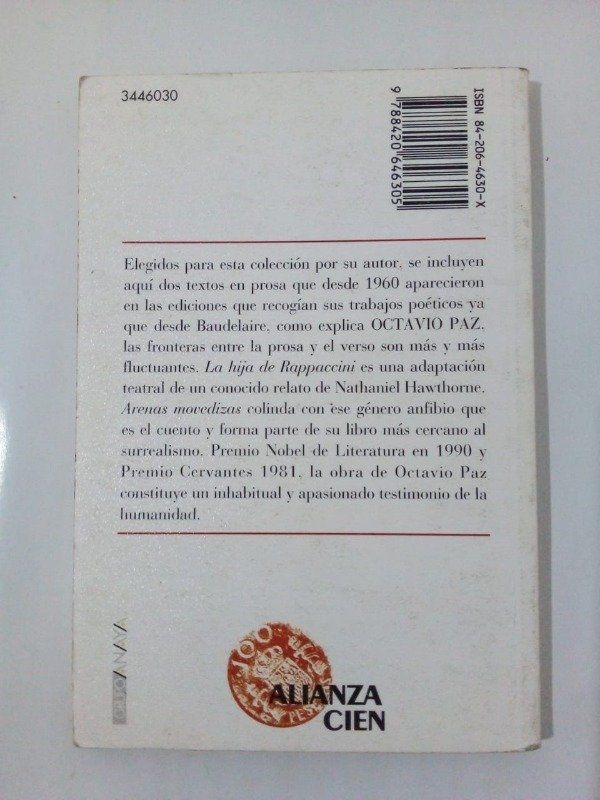 3446030
ISBN 84-206-4630-X
9 788420 646305
Elegidos para esta colección por su autor, se incluyen
aquí dos textos en prosa que desde 1960 aparecieron
en las ediciones que recogían sus trabajos poéticos ya
que desde Baudelaire, como explica OCTAVIO PAZ,
las fronteras entre la prosa y el verso son más y más
fluctuantes. La hija de Rappaccini es una adaptación
teatral de un conocido relato de Nathaniel Hawthorne.
Arenas movedizas colinda con ese género anfibio que
es el cuento y forma parte de su libro más cercano al
surrealismo. Premio Nobel de Literatura en 1990 y
Premio Cervantes 1981, la obra de Octavio Paz
constituye un inhabitual y apasionado testimonio de la
humanidad.
100
PESE
ALIANZA
CIEN